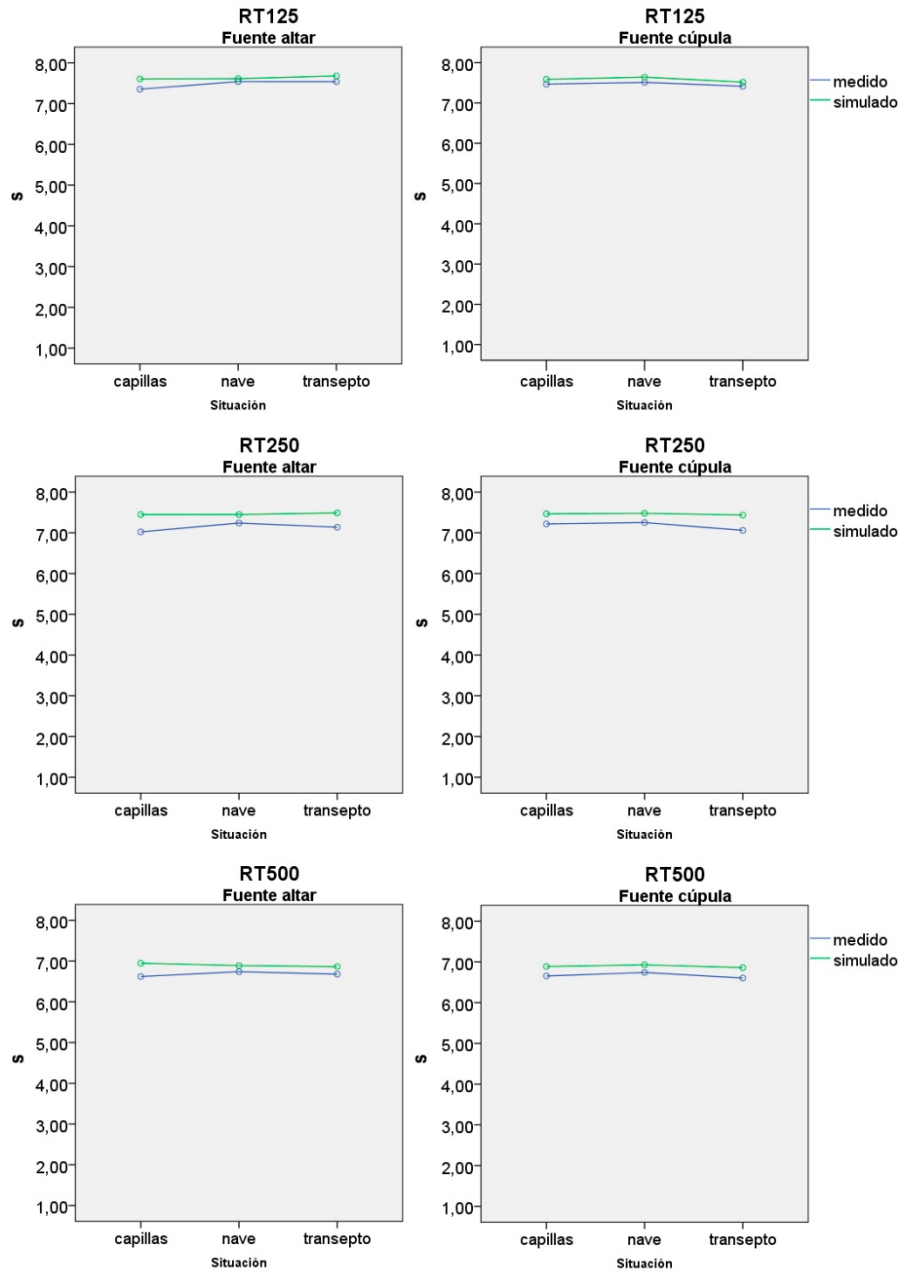 RT125
Fuente altar
8,00
7,00
6,00
5,00
4,00
3,00
2,00
1,00
s
capillas nave transepto
Situación
RT125
Fuente cúpula
8,00
7,00
6,00
5,00
4,00
3,00
2,00
1,00
s
capillas nave transepto
Situación
medido
simulado
RT250
Fuente altar
8,00
7,00
6,00
5,00
4,00
3,00
2,00
1,00
s
capillas nave transepto
Situación
RT250
Fuente cúpula
8,00
7,00
6,00
5,00
4,00
3,00
2,00
1,00
s
capillas nave transepto
Situación
medido
simulado
RT500
Fuente altar
8,00
7,00
6,00
5,00
4,00
3,00
2,00
1,00
s
capillas nave transepto
Situación
RT500
Fuente cúpula
8,00
7,00
6,00
5,00
4,00
3,00
2,00
1,00
s
capillas nave transepto
Situación
medido
simulado